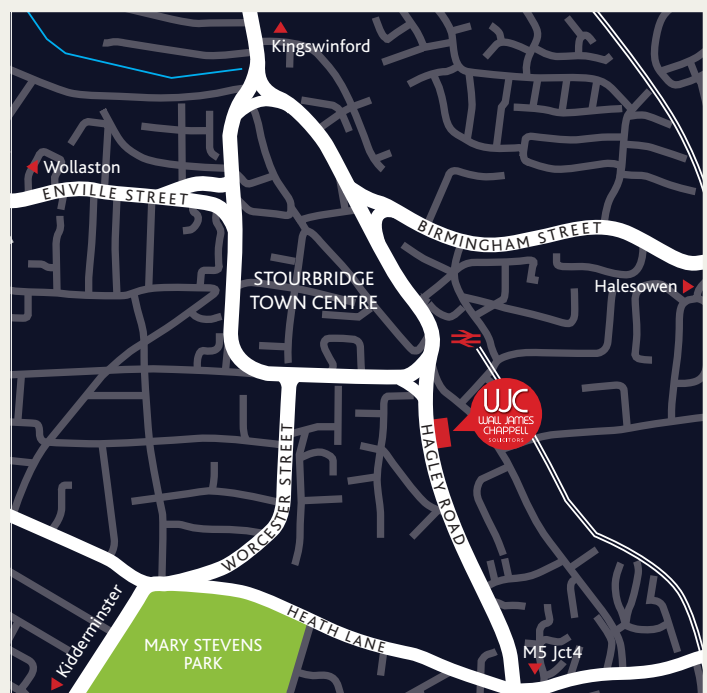 Kingswinford
Wollaston
ENVILLE STREET
BIRMINGHAM STREET
STOURBRIDGE
TOWN CENTRE
Halesowen
WJC
WALL JAMES
CHAPPELL
SOLICITORS
HAGLEY ROAD
WORCESTER STREET
Kidderminster
HEATH LANE
MARY STEVENS
PARK
M5 Jct4